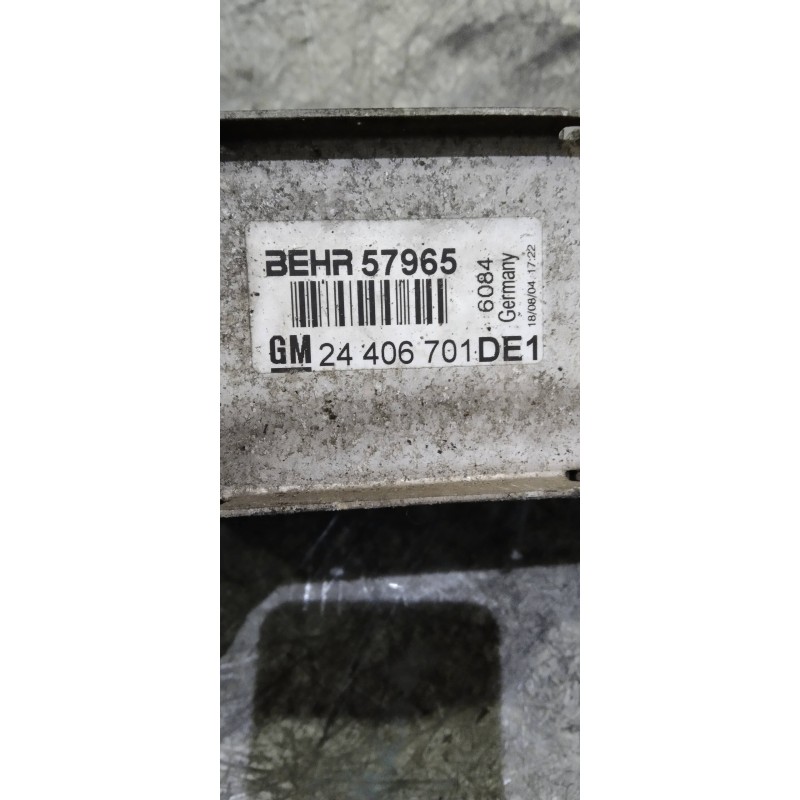 BEHR 57965
6084
Germany
18/08/04 17:22
GM 24 406 701 DE1